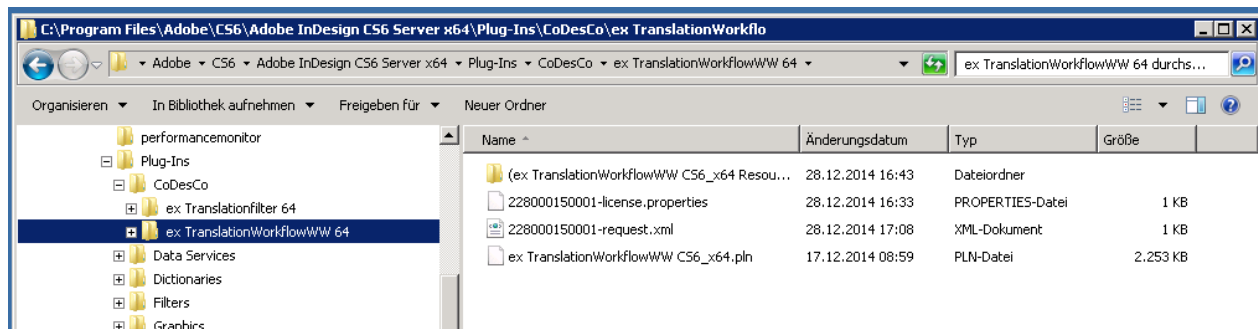 C:\Program Files\Adobe\CS6\Adobe InDesign CS6 Server x64\Plug-Ins\CoDesCo\ex TranslationWorkflo
Adobe Adobe CS6 Adobe InDesign CS6 Server x64 Plug-Ins CoDesCo ex TranslationWorkflowWW 64 ex TranslationWorkflowWW 64 durchs...
Organisieren In Bibliothek aufnehmen Freigeben für Neuer Ordner
performancemonitor
Plug-Ins
CoDesCo
ex Translationfilter 64
ex TranslationWorkflowWW 64
Data Services
Dictionaries
Filters
Graphics
Name Änderungsdatum Typ Größe
(ex TranslationWorkflowWW CS6_x64 Resou... 28.12.2014 16:43 Dateiordner
228000150001-license.properties 28.12.2014 16:33 PROPERTIES-Datei 1 KB
228000150001-request.xml 28.12.2014 17:08 XML-Dokument 1 KB
ex TranslationWorkflowWW CS6_x64.pln 17.12.2014 08:59 PLN-Datei 2.253 KB